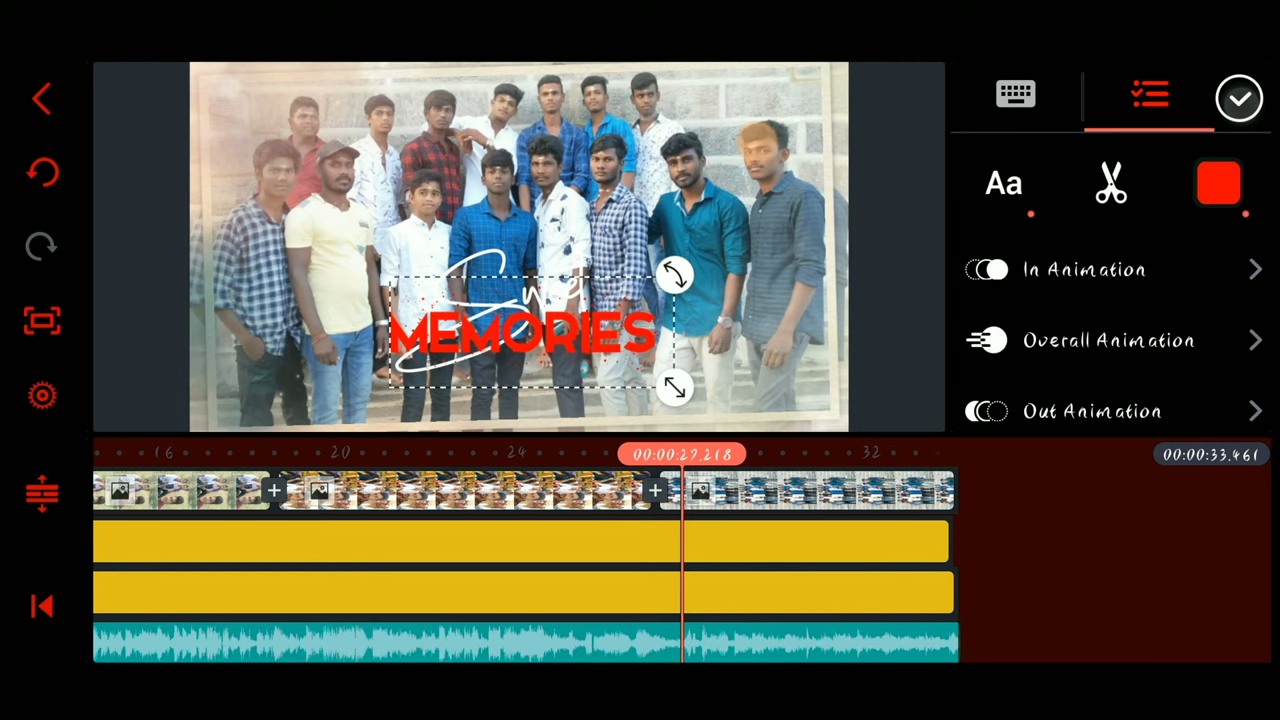 Sweet
MEMORIES
Aa
In Animation
Overall Animation
Out Animation
16
20
24
00:00:27.218
32
00:00:33.461